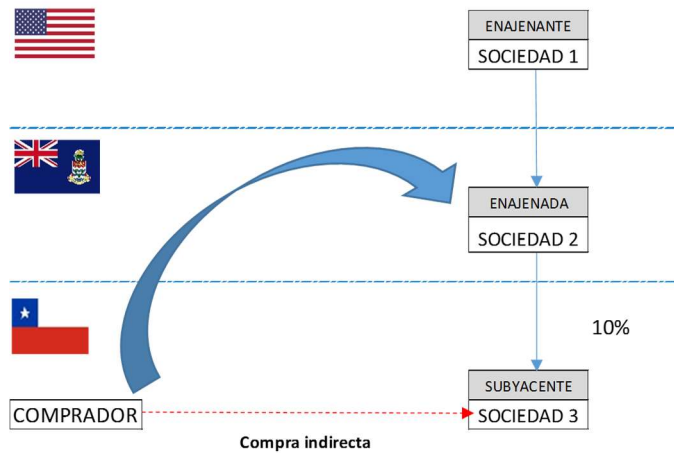 ENAJENANTE
SOCIEDAD 1
ENAJENADA
SOCIEDAD 2
10%
SUBYACENTE
COMPRADOR
SOCIEDAD 3
Compra indirecta